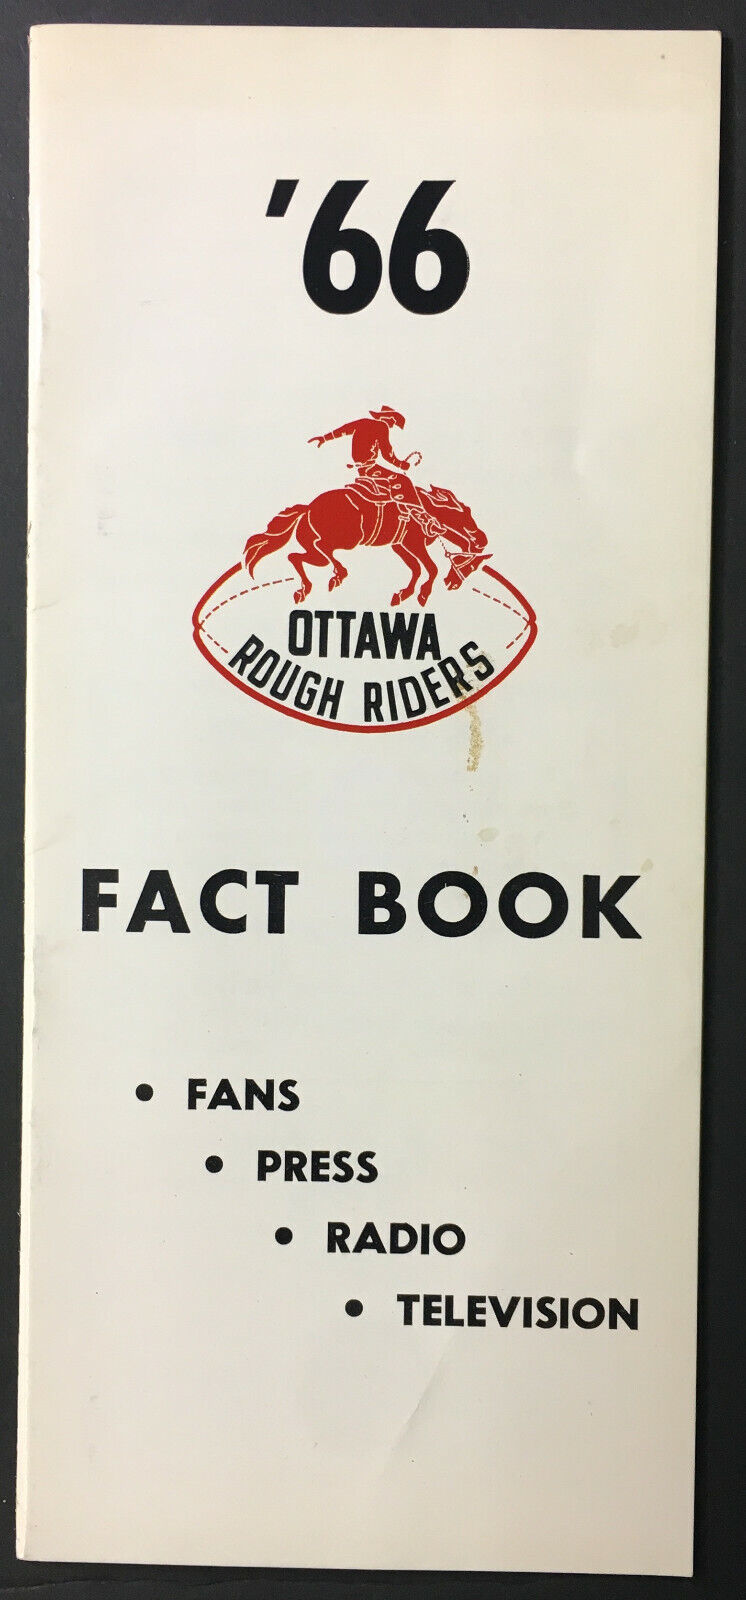 '66
OTTAWA
ROUGH RIDERS
FACT BOOK
• FANS
• PRESS
• RADIO
• TELEVISION